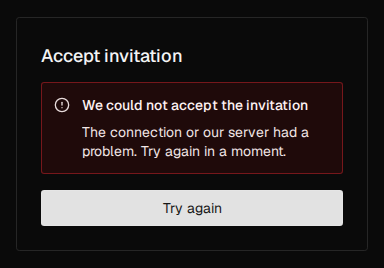 Accept invitation
We could not accept the invitation
The connection or our server had a
problem. Try again in a moment.
Try again